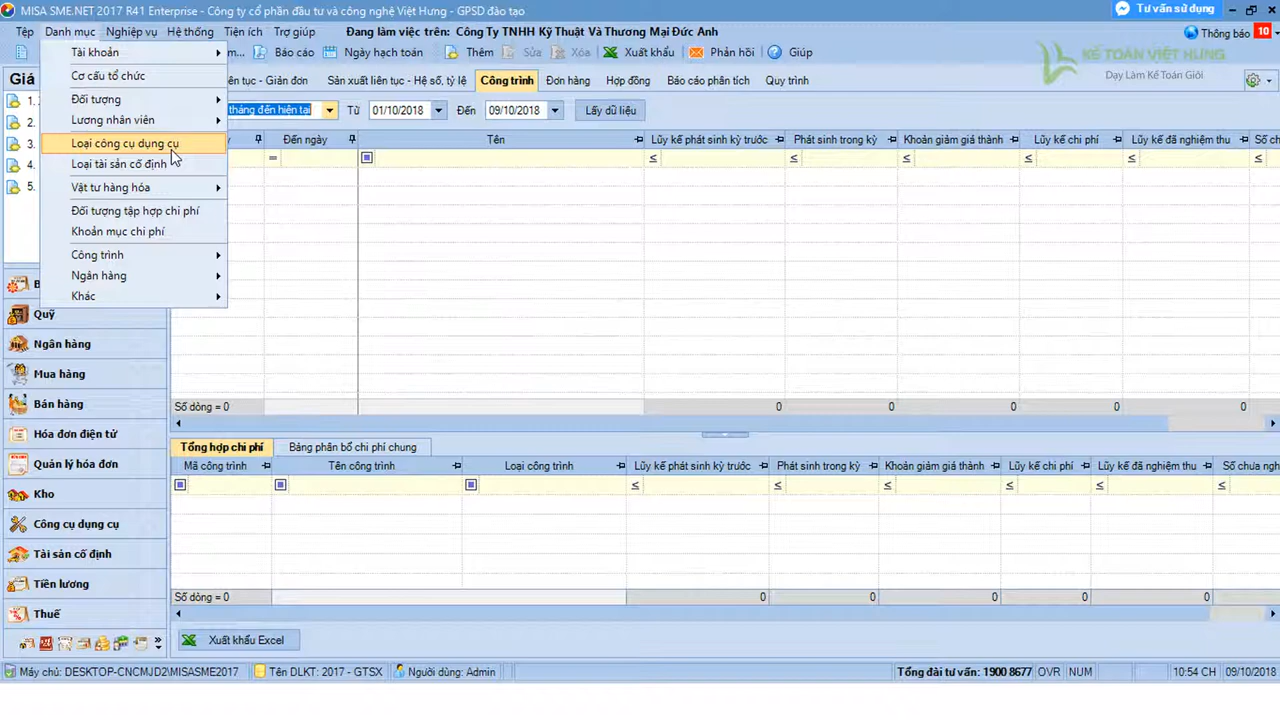 MISA SME.NET 2017 R41 Enterprise - Công ty cổ phần đầu tư và công nghệ Việt Hưng - GPSD đào tạo
Tư vấn sử dụng
Tệp Danh mục Nghiệp vụ Hệ thống Tiện ích Trợ giúp Đang làm việc trên: Công Ty TNHH Kỹ Thuật Và Thương Mại Đức Anh Thông báo 10
Báo cáo Ngày hạch toán Thêm Sửa Xóa Xuất khẩu Phản hồi Giúp
KẾ TOÁN VIỆT HƯNG
Dạy Làm Kế Toán Giỏi
Giá
1.
2.
3.
4.
5.
Tài khoản
Cơ cấu tổ chức
Đối tượng
Lương nhân viên
Loại công cụ dụng cụ
Loại tài sản cố định
Vật tư hàng hóa
Đối tượng tập hợp chi phí
Khoản mục chi phí
Công trình
Ngân hàng
Khác
tục - Giản đơn Sản xuất liên tục - Hệ số, tỷ lệ Công trình Đơn hàng Hợp đồng Báo cáo phân tích Quy trình
tháng đến hiện tại Từ 01/10/2018 Đến 09/10/2018 Lấy dữ liệu
Đến ngày Tên Lũy kế phát sinh kỳ trước Phát sinh trong kỳ Khoản giảm giá thành Lũy kế chi phí Lũy kế đã nghiệm thu Số
= ≤ ≤ ≤ ≤ ≤ ≤
Số dòng = 0 0 0 0 0 0
Quỹ
Ngân hàng
Mua hàng
Bán hàng
Hóa đơn điện tử
Quản lý hóa đơn
Kho
Công cụ dụng cụ
Tài sản cố định
Tiền lương
Thuế
Tổng hợp chi phí Bảng phân bổ chi phí chung
Mã công trình Tên công trình Loại công trình Lũy kế phát sinh kỳ trước Phát sinh trong kỳ Khoản giảm giá thành Lũy kế chi phí Lũy kế đã nghiệm thu Số chưa
≤ ≤ ≤ ≤ ≤ ≤
Số dòng = 0 0 0 0 0 0
Xuất khẩu Excel
Máy chủ: DESKTOP-CNCMJD2\MISASME2017 Tên DLKT: 2017 - GTSX Người dùng: Admin Tổng đài tư vấn: 1900 8677 OVR NUM 10:54 CH 09/10/2018